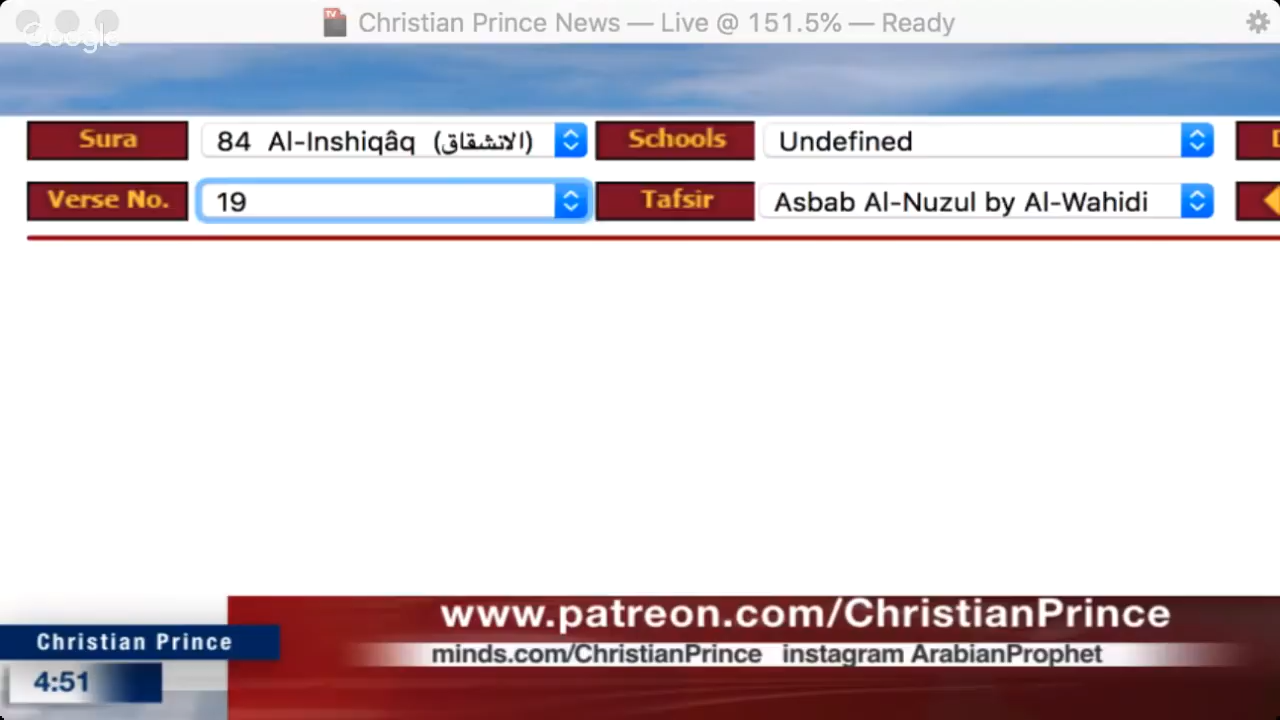 Christian Prince News — Live @ 151.5% — Ready
Google
Sura 84 Al-Inshiqâq (الانشقاق) Schools Undefined
Verse No. 19 Tafsir Asbab Al-Nuzul by Al-Wahidi
www.patreon.com/ChristianPrince
Christian Prince
minds.com/ChristianPrince instagram ArabianProphet
4:51